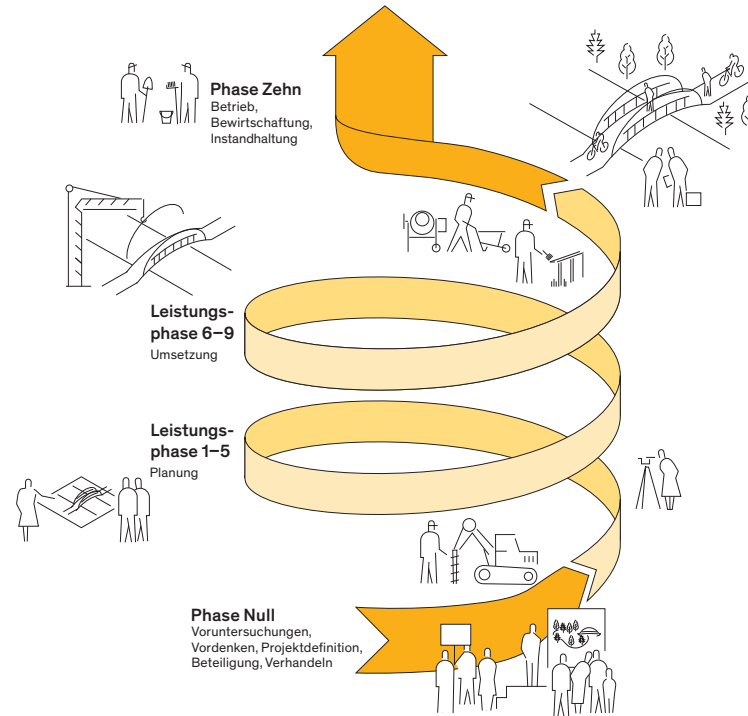 Phase Zehn
Betrieb,
Bewirtschaftung,
Instandhaltung
Leistungs-
phase 6–9
Umsetzung
Leistungs-
phase 1–5
Planung
Phase Null
Voruntersuchungen,
Vordenken, Projektdefinition,
Beteiligung, Verhandeln